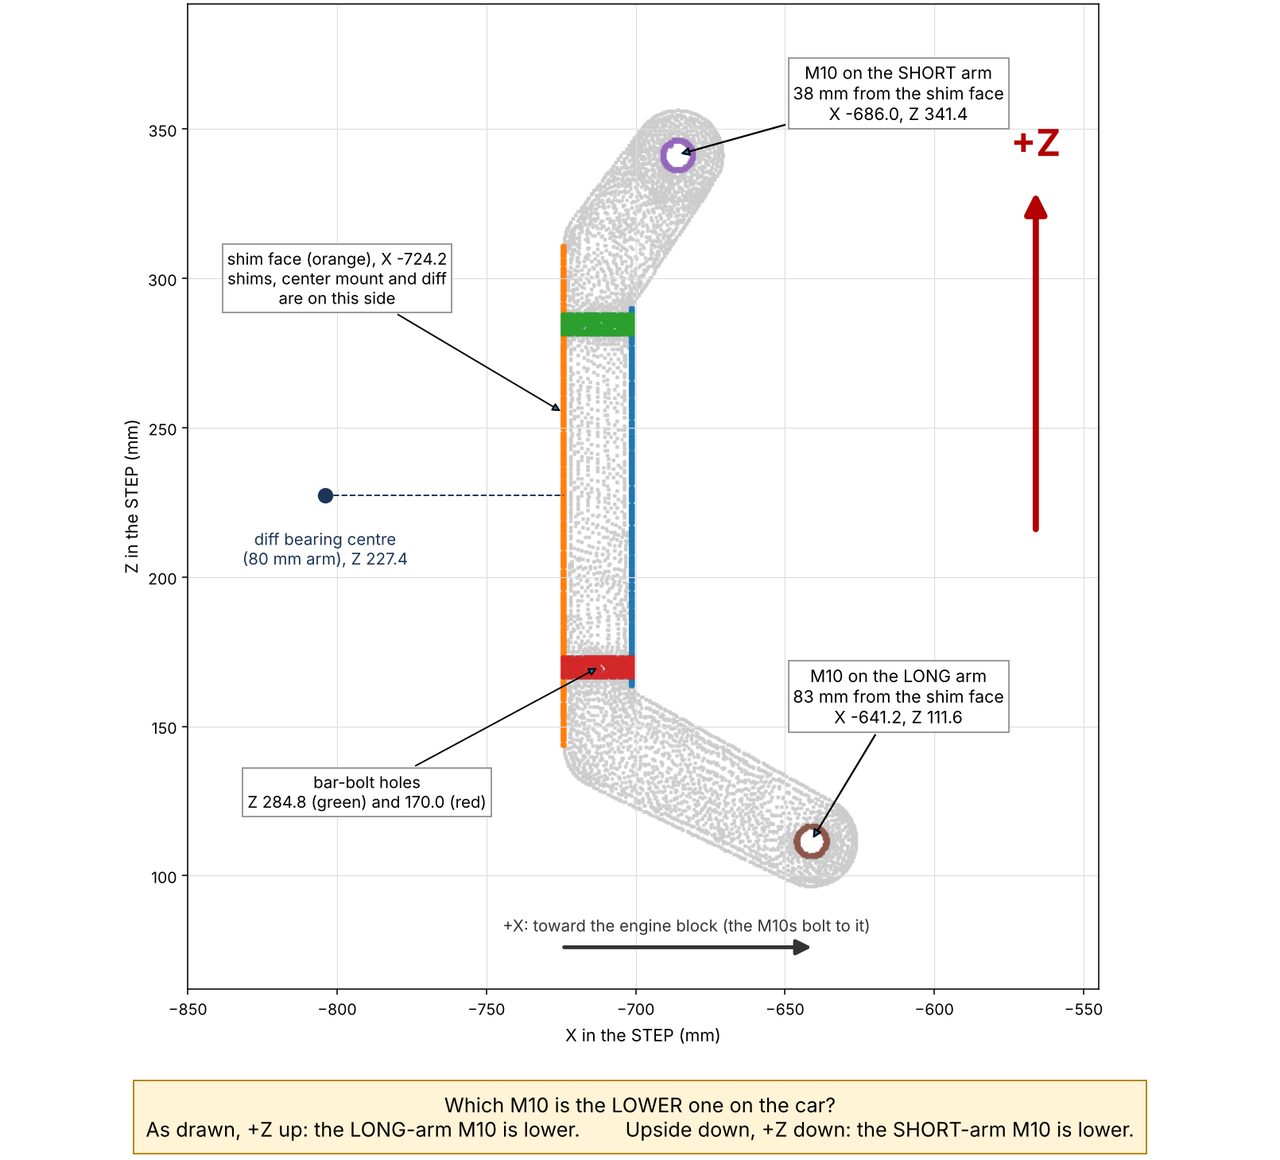 M10 on the SHORT arm
38 mm from the shim face
X -686.0, Z 341.4
+Z
shim face (orange), X -724.2
shims, center mount and diff
are on this side
diff bearing centre
(80 mm arm), Z 227.4
M10 on the LONG arm
83 mm from the shim face
X -641.2, Z 111.6
bar-bolt holes
Z 284.8 (green) and 170.0 (red)
+X: toward the engine block (the M10s bolt to it)
350
300
250
200
150
100
Z in the STEP (mm)
−850
−800
−750
−700
−650
−600
−550
X in the STEP (mm)
Which M10 is the LOWER one on the car?
As drawn, +Z up: the LONG-arm M10 is lower. Upside down, +Z down: the SHORT-arm M10 is lower.